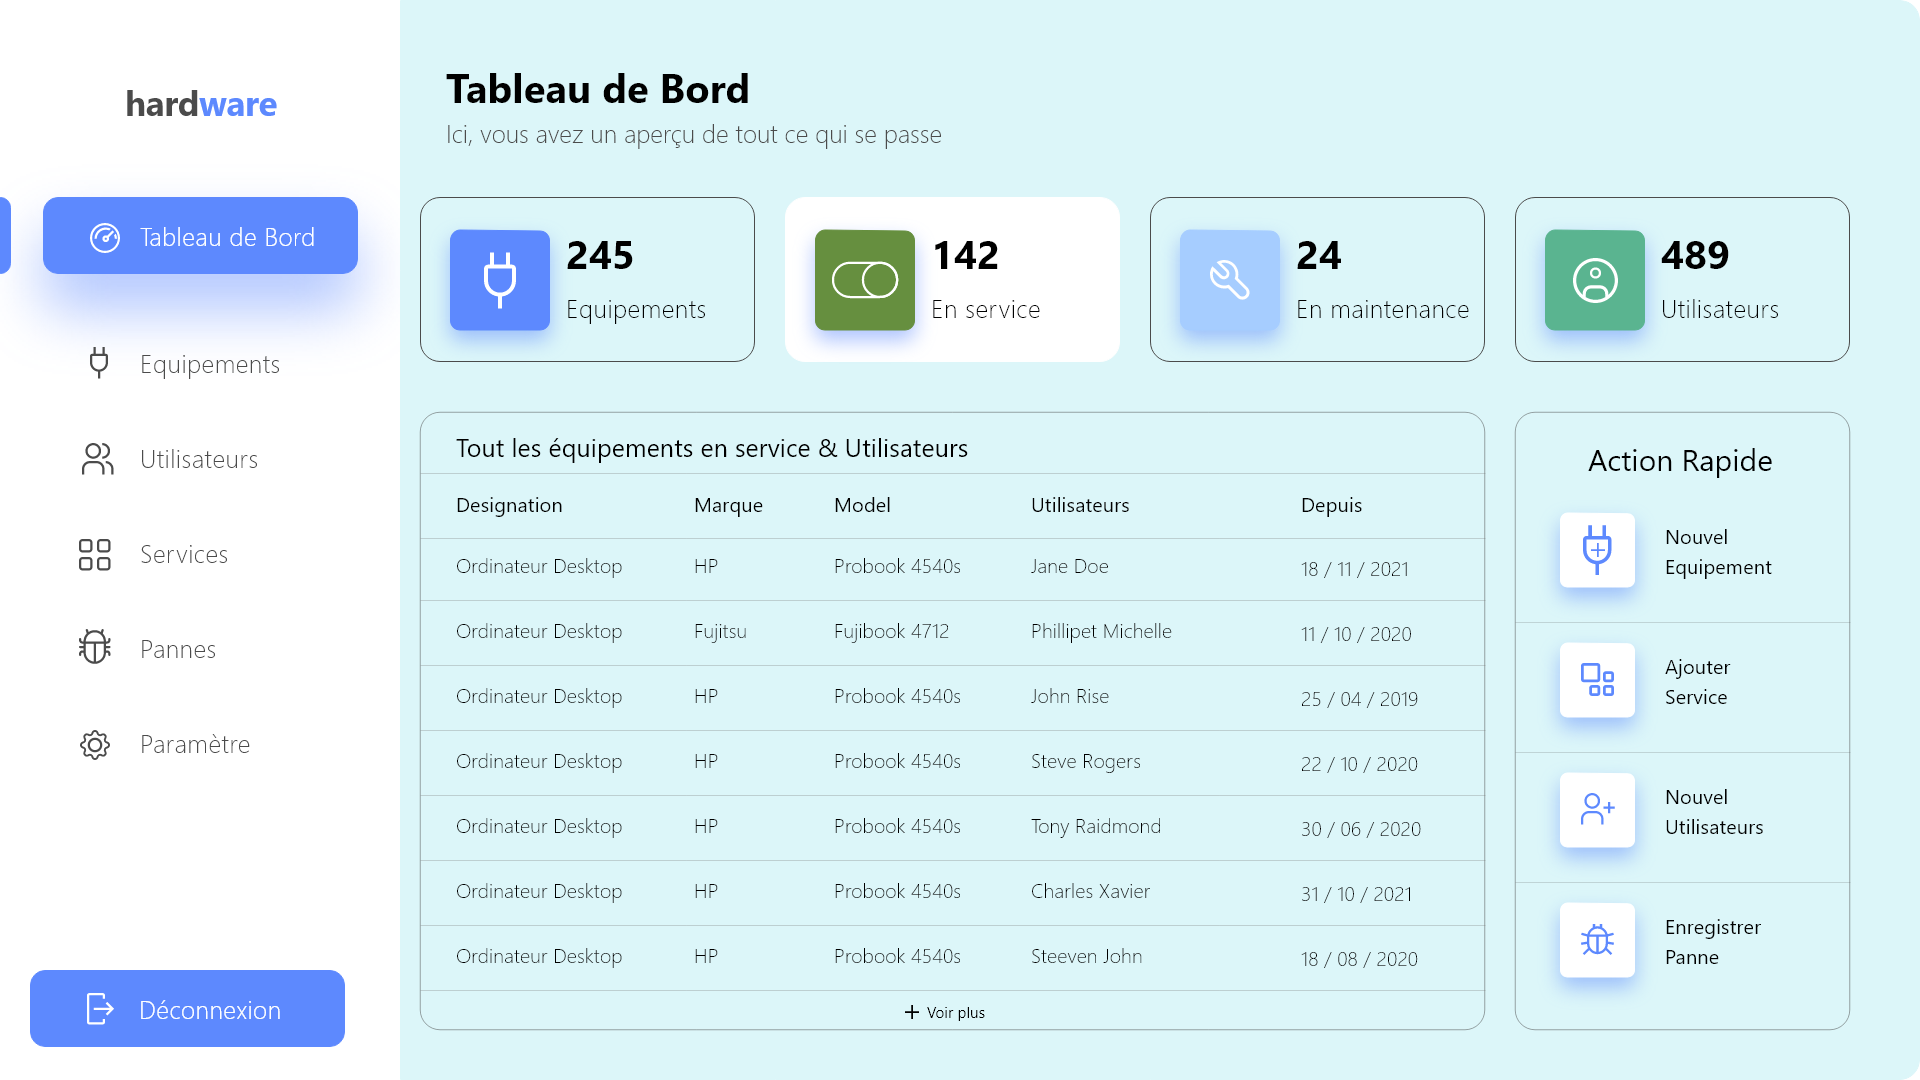 hardware
Tableau de Bord
Equipements
Utilisateurs
Services
Pannes
Paramètre
Déconnexion
Tableau de Bord
Ici, vous avez un aperçu de tout ce qui se passe
245
Equipements
142
En service
24
En maintenance
489
Utilisateurs
Tout les équipements en service & Utilisateurs
Designation Marque Model Utilisateurs Depuis
Ordinateur Desktop HP Probook 4540s Jane Doe 18 / 11 / 2021
Ordinateur Desktop Fujitsu Fujibook 4712 Phillipet Michelle 11 / 10 / 2020
Ordinateur Desktop HP Probook 4540s John Rise 25 / 04 / 2019
Ordinateur Desktop HP Probook 4540s Steve Rogers 22 / 10 / 2020
Ordinateur Desktop HP Probook 4540s Tony Raidmond 30 / 06 / 2020
Ordinateur Desktop HP Probook 4540s Charles Xavier 31 / 10 / 2021
Ordinateur Desktop HP Probook 4540s Steeven John 18 / 08 / 2020
+ Voir plus
Action Rapide
Nouvel
Equipement
Ajouter
Service
Nouvel
Utilisateurs
Enregistrer
Panne